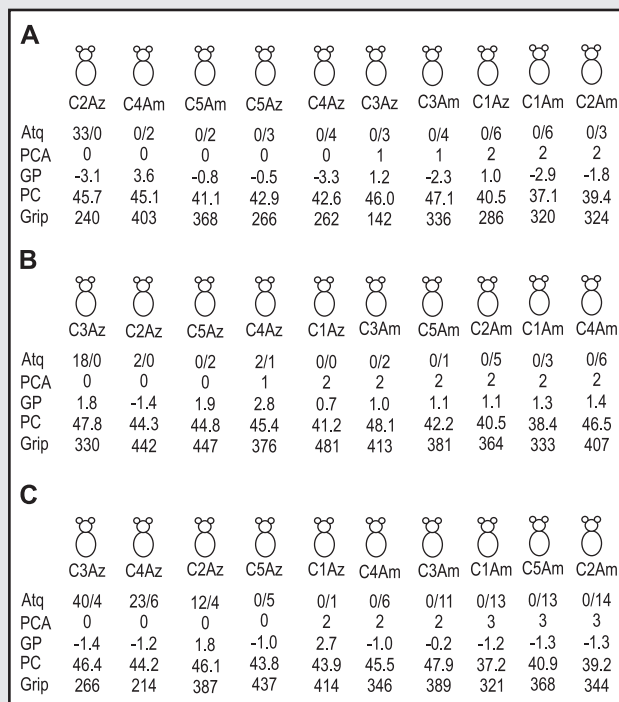 A
C2Az C4Am C5Am C5Az C4Az C3Az C3Am C1Az C1Am C2Am
Atq 33/0 0/2 0/2 0/3 0/4 0/3 0/4 0/6 0/6 0/3
PCA 0 0 0 0 0 1 1 2 2 2
GP -3.1 3.6 -0.8 -0.5 -3.3 1.2 -2.3 1.0 -2.9 -1.8
PC 45.7 45.1 41.1 42.9 42.6 46.0 47.1 40.5 37.1 39.4
Grip 240 403 368 266 262 142 336 286 320 324
B
C3Az C2Az C5Az C4Az C1Az C3Am C5Am C2Am C1Am C4Am
Atq 18/0 2/0 0/2 2/1 0/0 0/2 0/1 0/5 0/3 0/6
PCA 0 0 0 1 2 2 2 2 2 2
GP 1.8 -1.4 1.9 2.8 0.7 1.0 1.1 1.1 1.3 1.4
PC 47.8 44.3 44.8 45.4 41.2 48.1 42.2 40.5 38.4 46.5
Grip 330 442 447 376 481 413 381 364 333 407
C
C3Az C4Az C2Az C5Az C1Az C4Am C3Am C1Am C5Am C2Am
Atq 40/4 23/6 12/4 0/5 0/1 0/6 0/11 0/13 0/13 0/14
PCA 0 0 0 0 2 2 2 3 3 3
GP -1.4 -1.2 1.8 -1.0 2.7 -1.0 -0.2 -1.2 -1.3 -1.3
PC 46.4 44.2 46.1 43.8 43.9 45.5 47.9 37.2 40.9 39.2
Grip 266 214 387 437 414 346 389 321 368 344